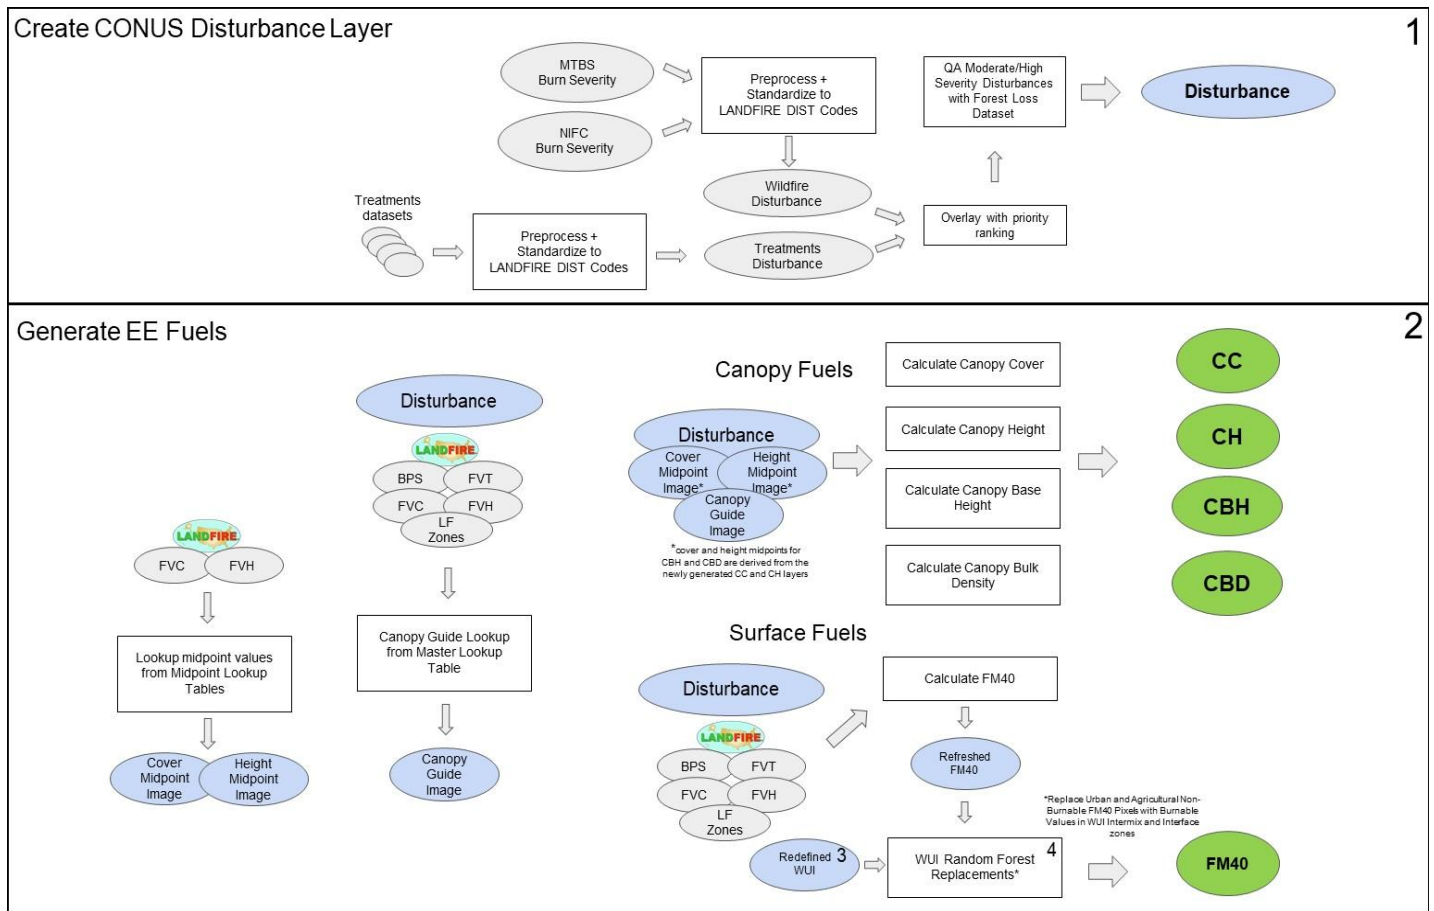 Create CONUS Disturbance Layer
1
MTBS
Burn Severity
NIFC
Burn Severity
Preprocess +
Standardize to
LANDFIRE DIST Codes
QA Moderate/High
Severity Disturbances
with Forest Loss
Dataset
Disturbance
Wildfire
Disturbance
Treatments
datasets
Preprocess +
Standardize to
LANDFIRE DIST Codes
Treatments
Disturbance
Overlay with priority
ranking
Generate EE Fuels
2
LANDFIRE
FVC
FVH
Lookup midpoint values
from Midpoint Lookup
Tables
Cover
Midpoint
Image
Height
Midpoint
Image
Disturbance
LANDFIRE
BPS
FVT
FVC
FVH
LF
Zones
Canopy Guide Lookup
from Master Lookup
Table
Canopy
Guide
Image
Canopy Fuels
Disturbance
Cover
Midpoint
Image*
Height
Midpoint
Image*
Canopy
Guide
Image
*cover and height midpoints for
CBH and CBD are derived from the
newly generated CC and CH layers
Calculate Canopy Cover
Calculate Canopy Height
Calculate Canopy Base
Height
Calculate Canopy Bulk
Density
CC
CH
CBH
CBD
Surface Fuels
Disturbance
LANDFIRE
BPS
FVT
FVC
FVH
LF
Zones
Calculate FM40
Refreshed
FM40
Redefined
WUI
3
WUI Random Forest
Replacements*
4
*Replace Urban and Agricultural Non-
Burnable FM40 Pixels with Burnable
Values in WUI Intermix and Interface
zones
FM40